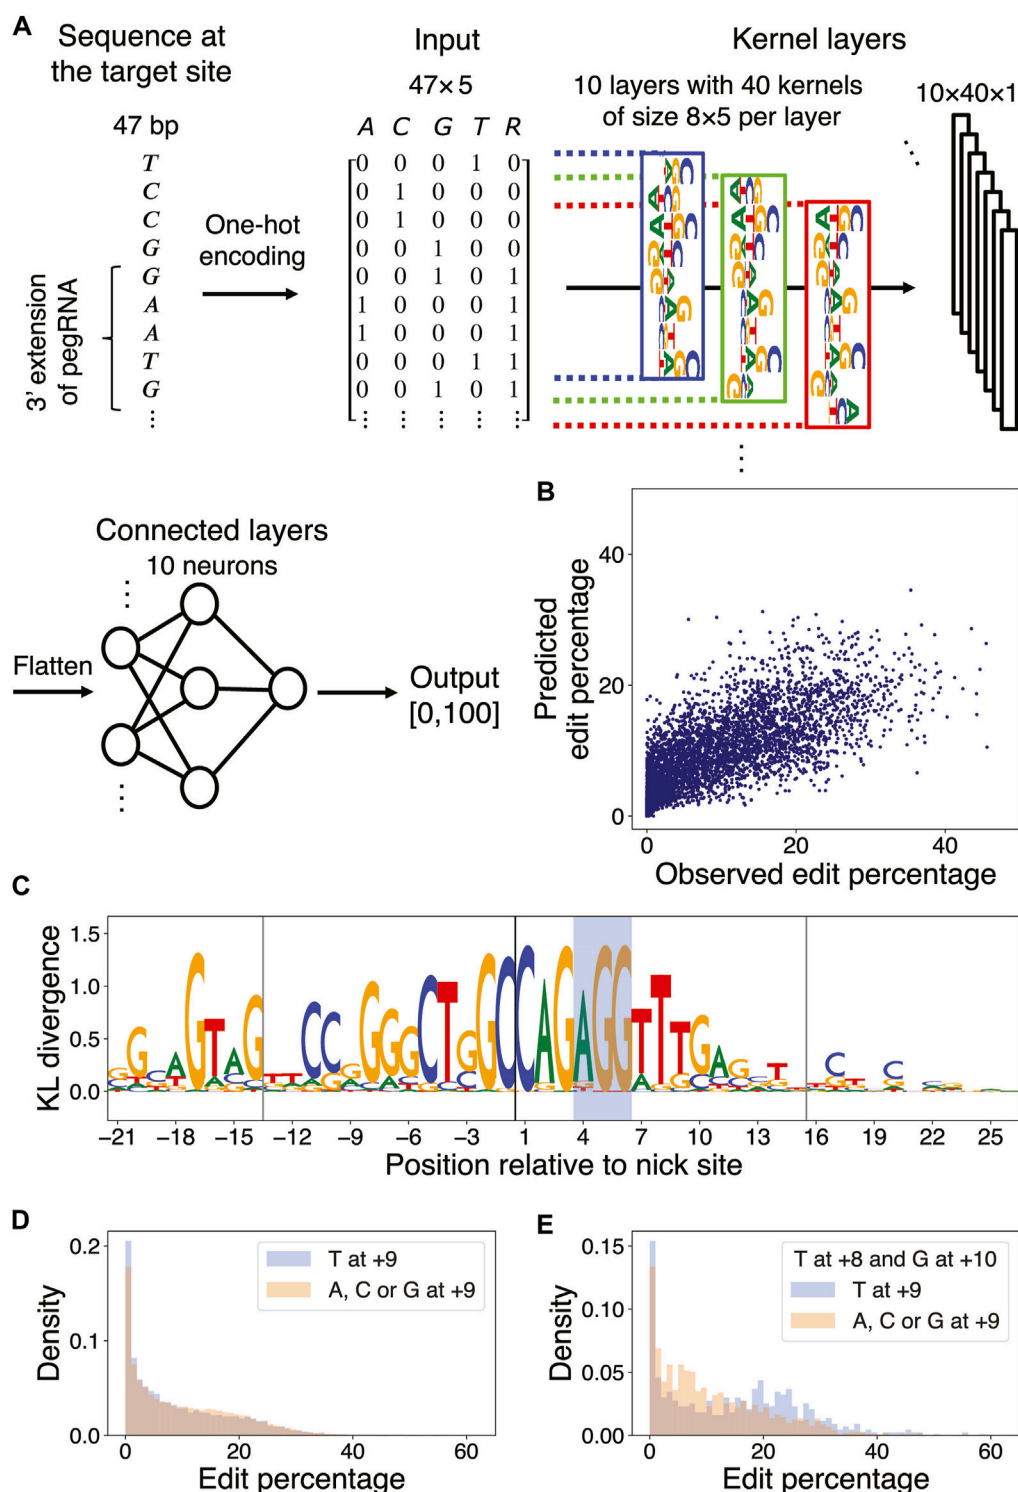 A
Sequence at
the target site
47 bp
T
C
C
G
G
A
A
T
G
3' extension
of pegRNA
One-hot
encoding
Input
47×5
A C G T R
0 0 0 1 0
0 1 0 0 0
0 1 0 0 0
0 0 1 0 0
0 0 1 0 1
1 0 0 0 1
1 0 0 0 1
0 0 0 1 1
0 0 1 0 1
Kernel layers
10 layers with 40 kernels
of size 8×5 per layer
10×40×1
Connected layers
10 neurons
Flatten
Output
[0,100]
B
Predicted
edit percentage
40
20
0
0 20 40
Observed edit percentage
C
KL divergence
1.5
1.0
0.5
0.0
−21 −18 −15 −12 −9 −6 −3 1 4 7 10 13 16 19 22 25
Position relative to nick site
D
Density
0.2
0.1
0.0
T at +9
A, C or G at +9
0 20 40 60
Edit percentage
E
Density
0.15
0.10
0.05
0.00
T at +8 and G at +10
T at +9
A, C or G at +9
0 20 40 60
Edit percentage